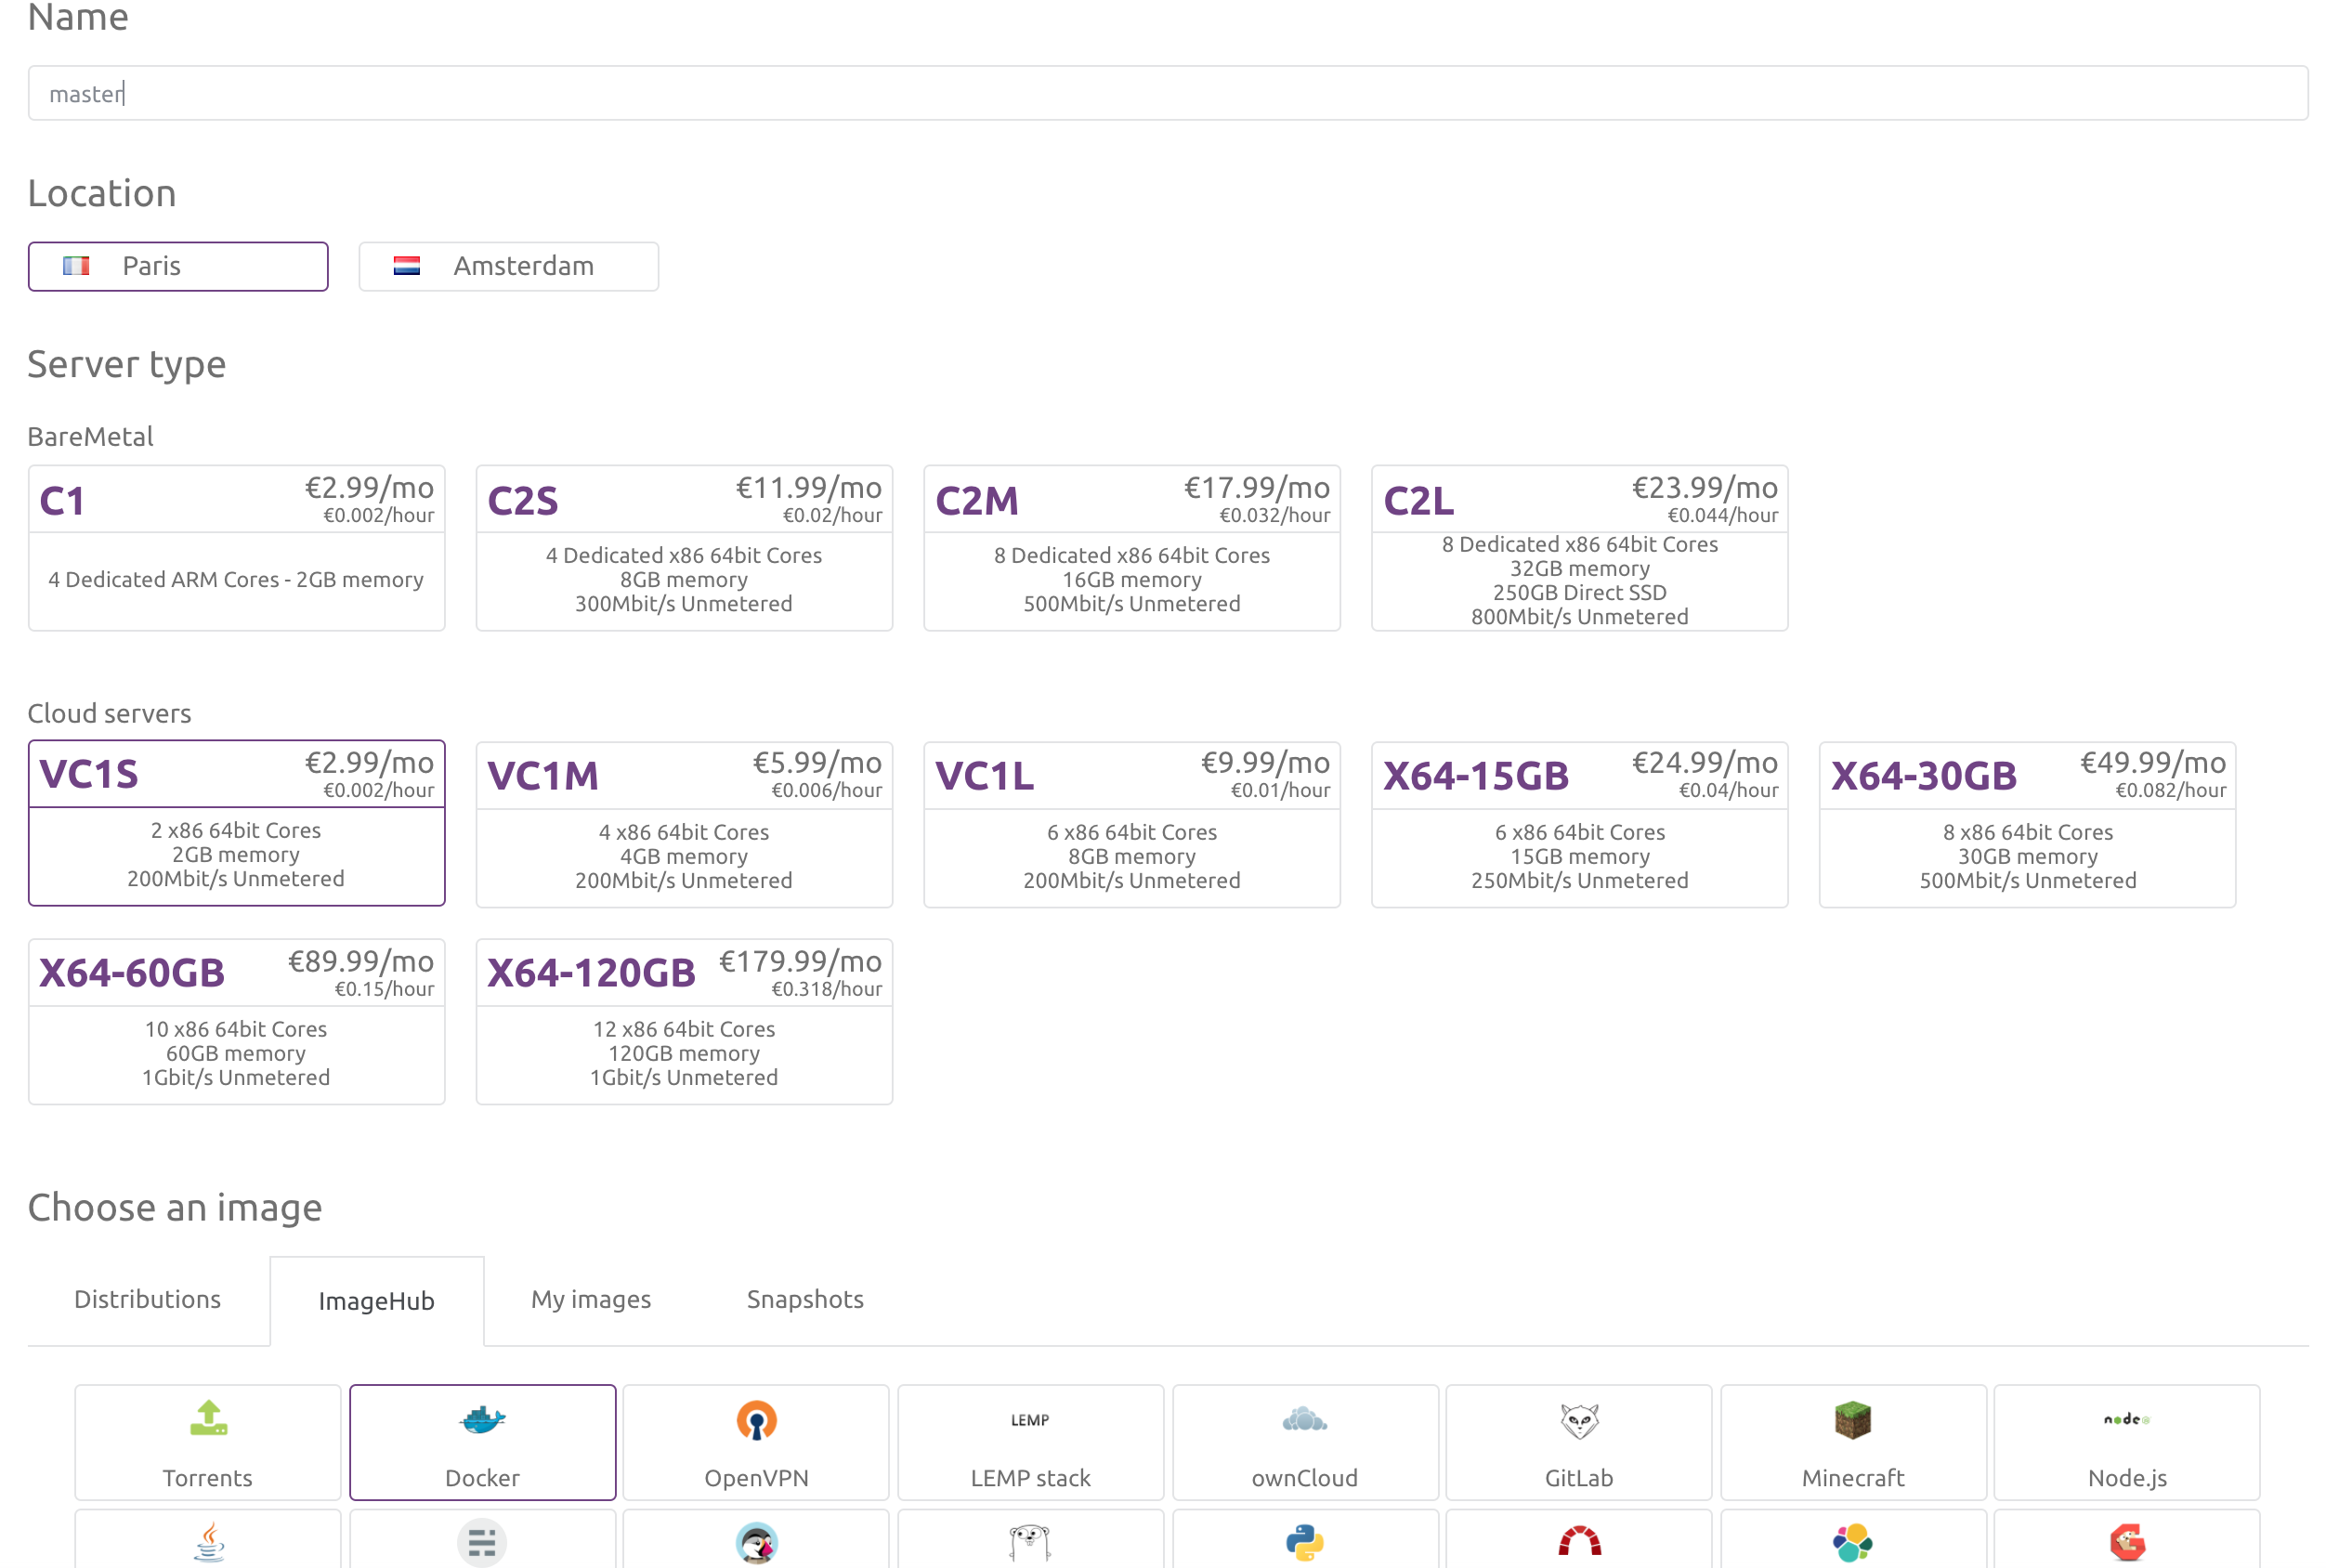 Name
master
Location
Paris
Amsterdam
Server type
BareMetal
C1
€2.99/mo
€0.002/hour
4 Dedicated ARM Cores - 2GB memory
C2S
€11.99/mo
€0.02/hour
4 Dedicated x86 64bit Cores
8GB memory
300Mbit/s Unmetered
C2M
€17.99/mo
€0.032/hour
8 Dedicated x86 64bit Cores
16GB memory
500Mbit/s Unmetered
C2L
€23.99/mo
€0.044/hour
8 Dedicated x86 64bit Cores
32GB memory
250GB Direct SSD
800Mbit/s Unmetered
Cloud servers
VC1S
€2.99/mo
€0.002/hour
2 x86 64bit Cores
2GB memory
200Mbit/s Unmetered
VC1M
€5.99/mo
€0.006/hour
4 x86 64bit Cores
4GB memory
200Mbit/s Unmetered
VC1L
€9.99/mo
€0.01/hour
6 x86 64bit Cores
8GB memory
200Mbit/s Unmetered
X64-15GB
€24.99/mo
€0.04/hour
6 x86 64bit Cores
15GB memory
250Mbit/s Unmetered
X64-30GB
€49.99/mo
€0.082/hour
8 x86 64bit Cores
30GB memory
500Mbit/s Unmetered
X64-60GB
€89.99/mo
€0.15/hour
10 x86 64bit Cores
60GB memory
1Gbit/s Unmetered
X64-120GB
€179.99/mo
€0.318/hour
12 x86 64bit Cores
120GB memory
1Gbit/s Unmetered
Choose an image
Distributions
ImageHub
My images
Snapshots
Torrents
Docker
OpenVPN
LEMP
LEMP stack
ownCloud
GitLab
Minecraft
node
Node.js